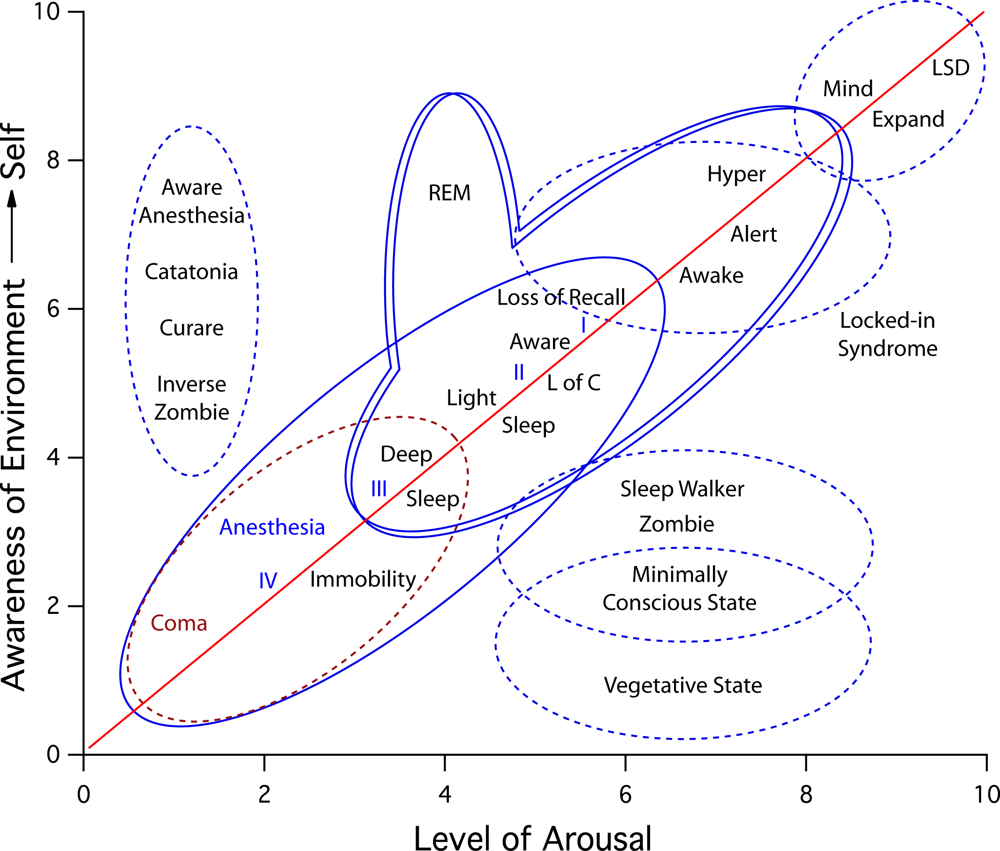 10
8
6
4
2
0
0
2
4
6
8
10
Awareness of Environment
Self
Level of Arousal
LSD
Mind
Expand
Hyper
Alert
Awake
REM
Aware
Anesthesia
Catatonia
Curare
Inverse
Zombie
Loss of Recall
I
Aware
II
L of C
Light
Sleep
Locked-in
Syndrome
Deep
III
Sleep
Anesthesia
IV
Immobility
Coma
Sleep Walker
Zombie
Minimally
Conscious State
Vegetative State